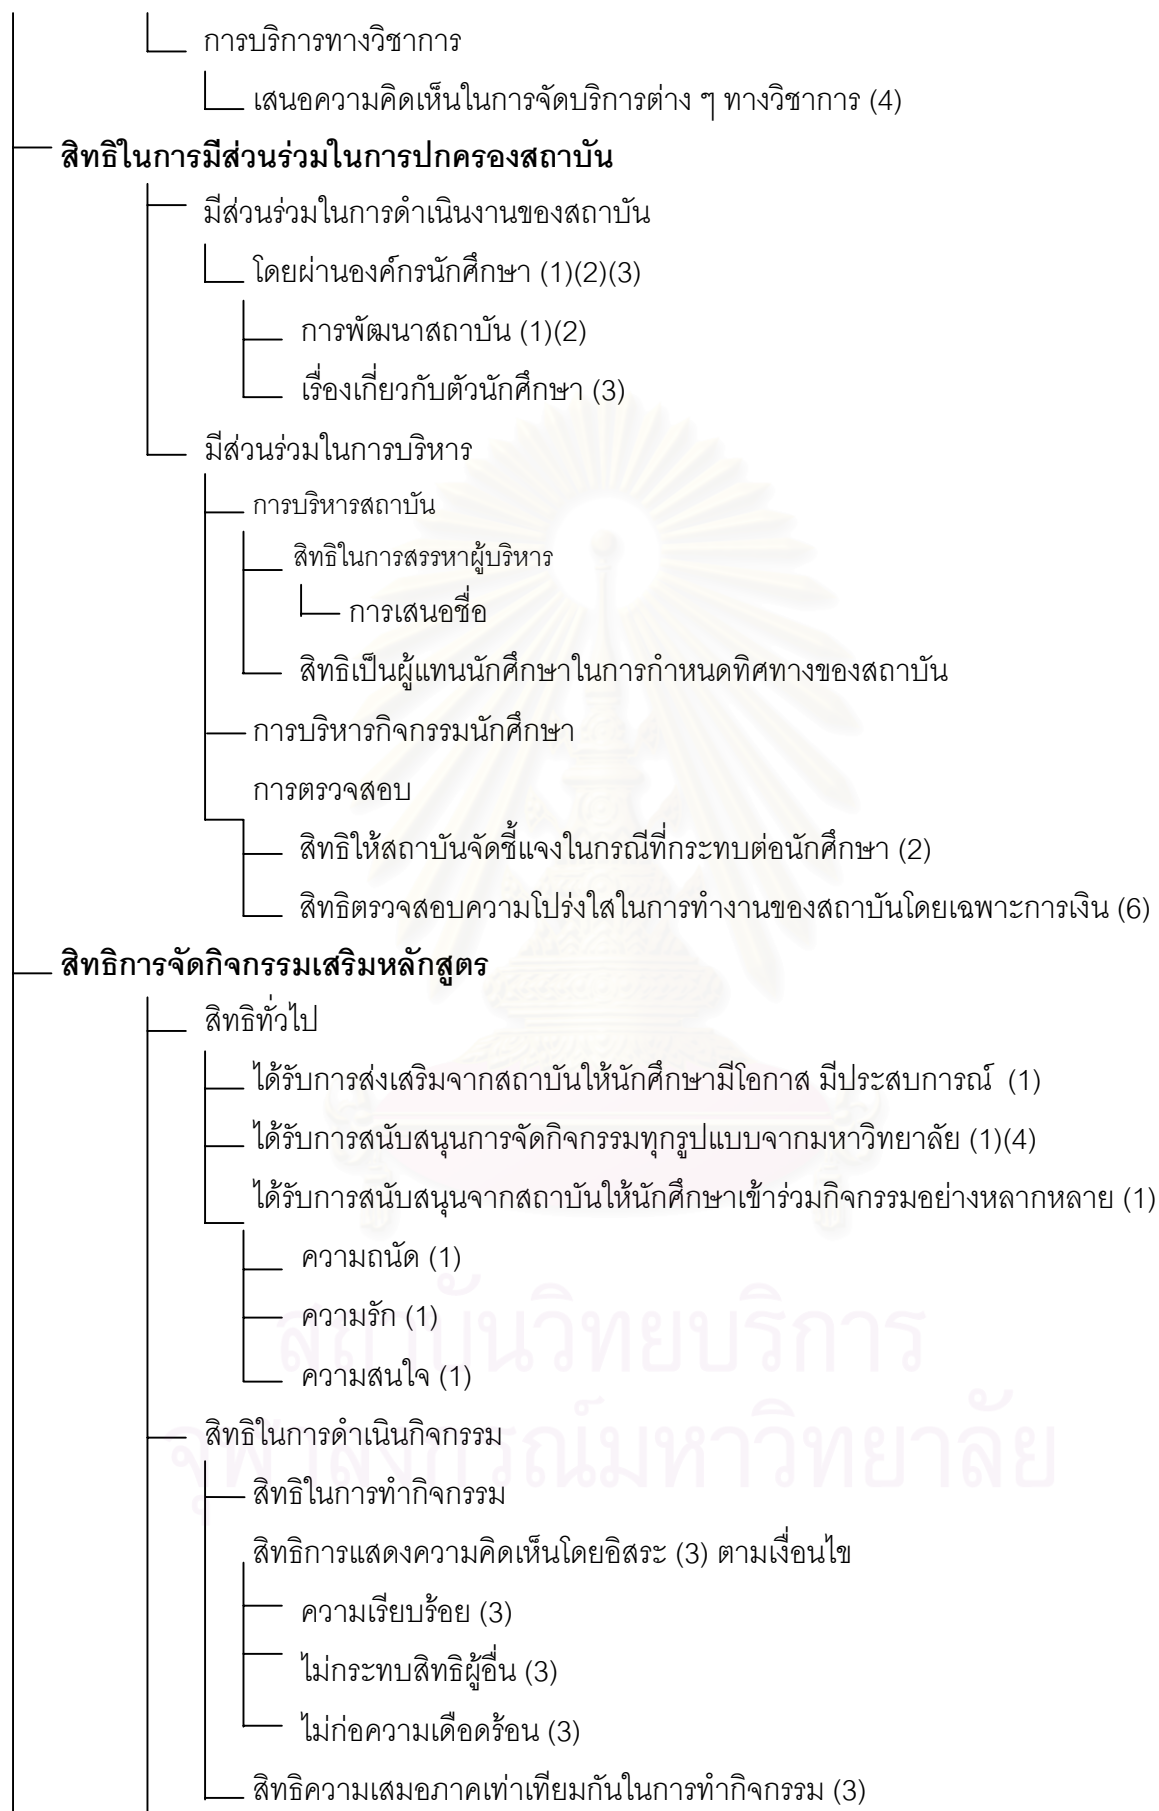 การบริการทางวิชาการ
เสนอความคิดเห็นในการจัดบริการต่าง ๆ ทางวิชาการ (4)
สิทธิในการมีส่วนร่วมในการปกครองสถาบัน
มีส่วนร่วมในการดำเนินงานของสถาบัน
โดยผ่านองค์กรนักศึกษา (1)(2)(3)
การพัฒนาสถาบัน (1)(2)
เรื่องเกี่ยวกับตัวนักศึกษา (3)
มีส่วนร่วมในการบริหาร
การบริหารสถาบัน
สิทธิในการสรรหาผู้บริหาร
การเสนอชื่อ
สิทธิเป็นผู้แทนนักศึกษาในการกำหนดทิศทางของสถาบัน
การบริหารกิจกรรมนักศึกษา
การตรวจสอบ
สิทธิให้สถาบันจัดชี้แจงในกรณีที่กระทบต่อนักศึกษา (2)
สิทธิตรวจสอบความโปร่งใสในการทำงานของสถาบันโดยเฉพาะการเงิน (6)
สิทธิการจัดกิจกรรมเสริมหลักสูตร
สิทธิทั่วไป
ได้รับการส่งเสริมจากสถาบันให้นักศึกษามีโอกาส มีประสบการณ์ (1)
ได้รับการสนับสนุนการจัดกิจกรรมทุกรูปแบบจากมหาวิทยาลัย (1)(4)
ได้รับการสนับสนุนจากสถาบันให้นักศึกษาเข้าร่วมกิจกรรมอย่างหลากหลาย (1)
ความถนัด (1)
ความรัก (1)
สถาบันวิทยบริการ
ความสนใจ (1)
สิทธิในการดำเนินกิจกรรม
จุฬาลงกรณ์มหาวิทยาลัย
สิทธิในการทำกิจกรรม
สิทธิการแสดงความคิดเห็นโดยอิสระ (3) ตามเงื่อนไข
ความเรียบร้อย (3)
ไม่กระทบสิทธิผู้อื่น (3)
ไม่ก่อความเดือดร้อน (3)
สิทธิความเสมอภาคเท่าเทียมกันในการทำกิจกรรม (3)